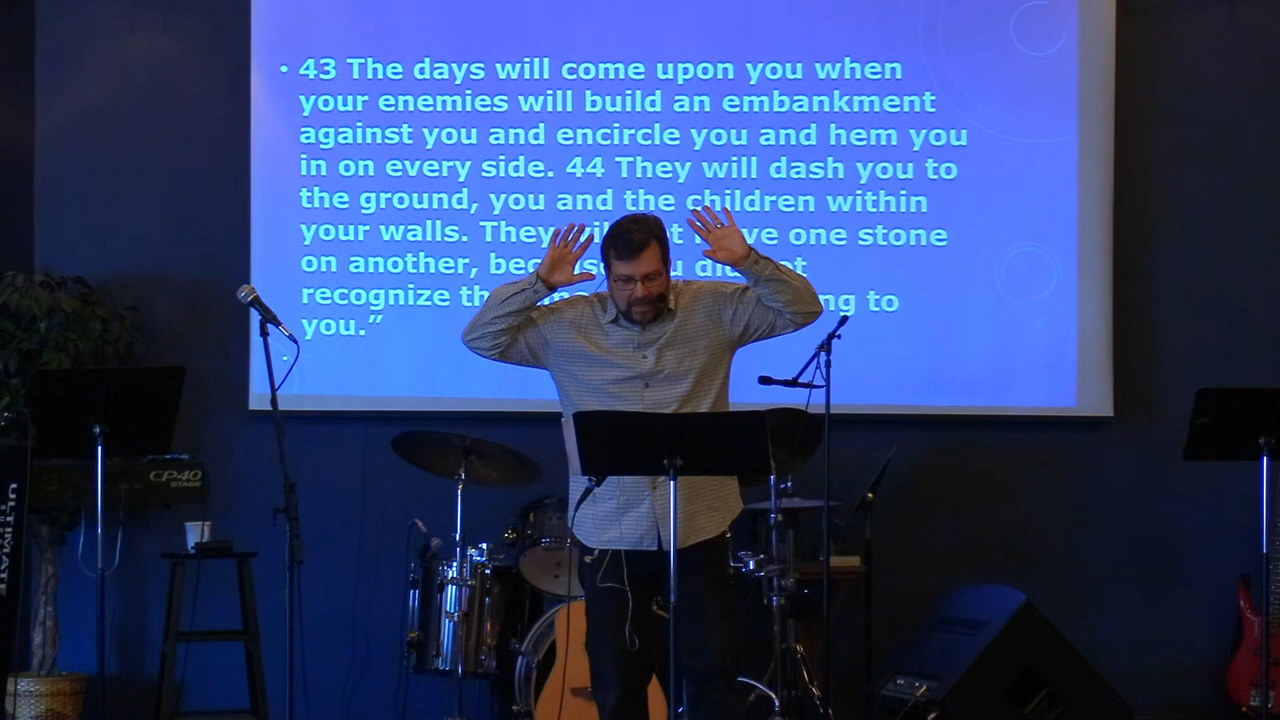 • 43 The days will come upon you when
your enemies will build an embankment
against you and encircle you and hem you
in on every side. 44 They will dash you to
the ground, you and the children within
your walls. They one stone
on another,
recognize to
you.”
CP40
STAGE
ULTIMATE